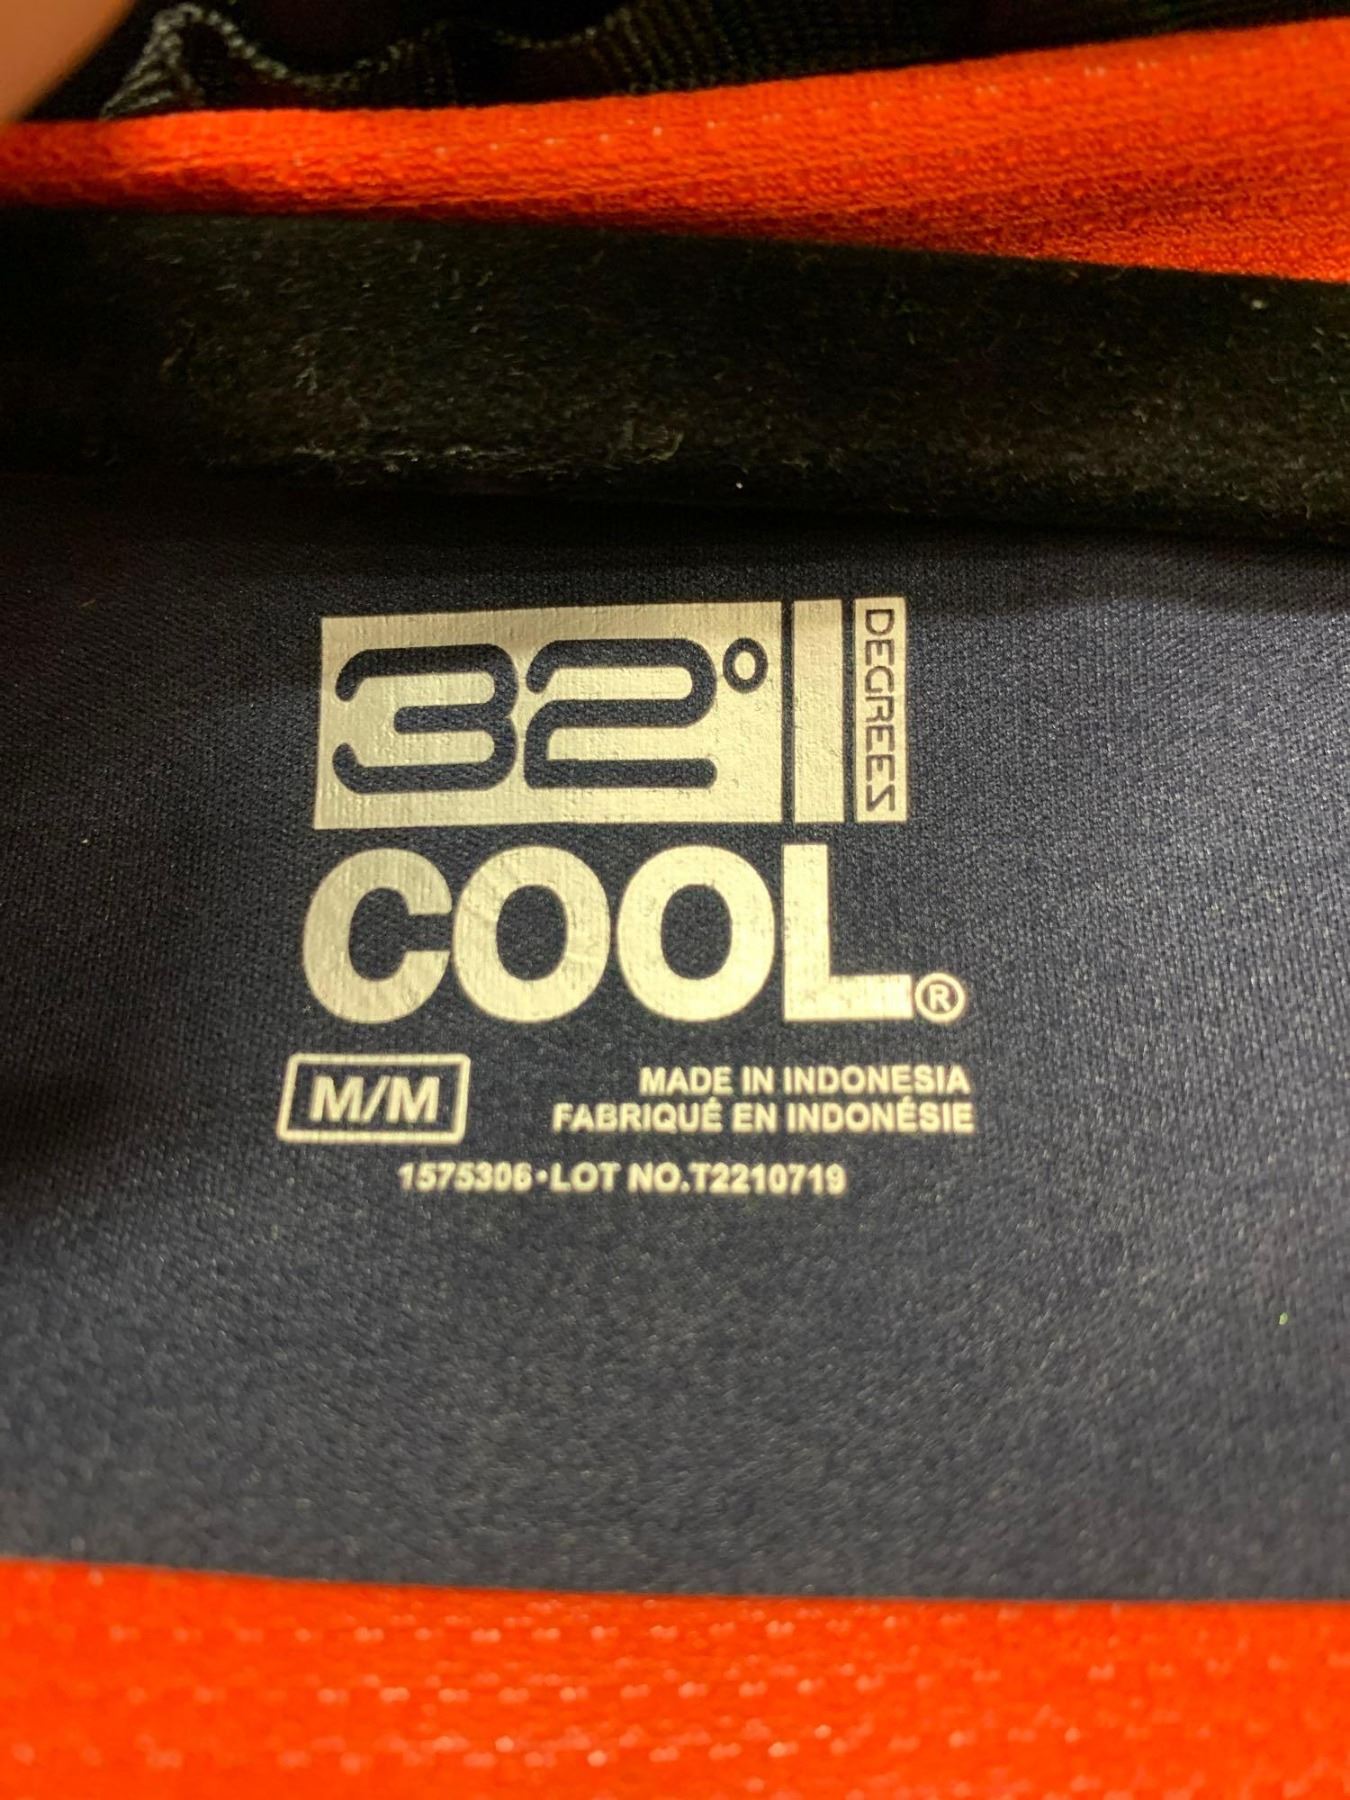 32° DEGREES
COOL®
M/M
MADE IN INDONESIA
FABRIQUÉ EN INDONÉSIE
1575306·LOT NO.T2210719